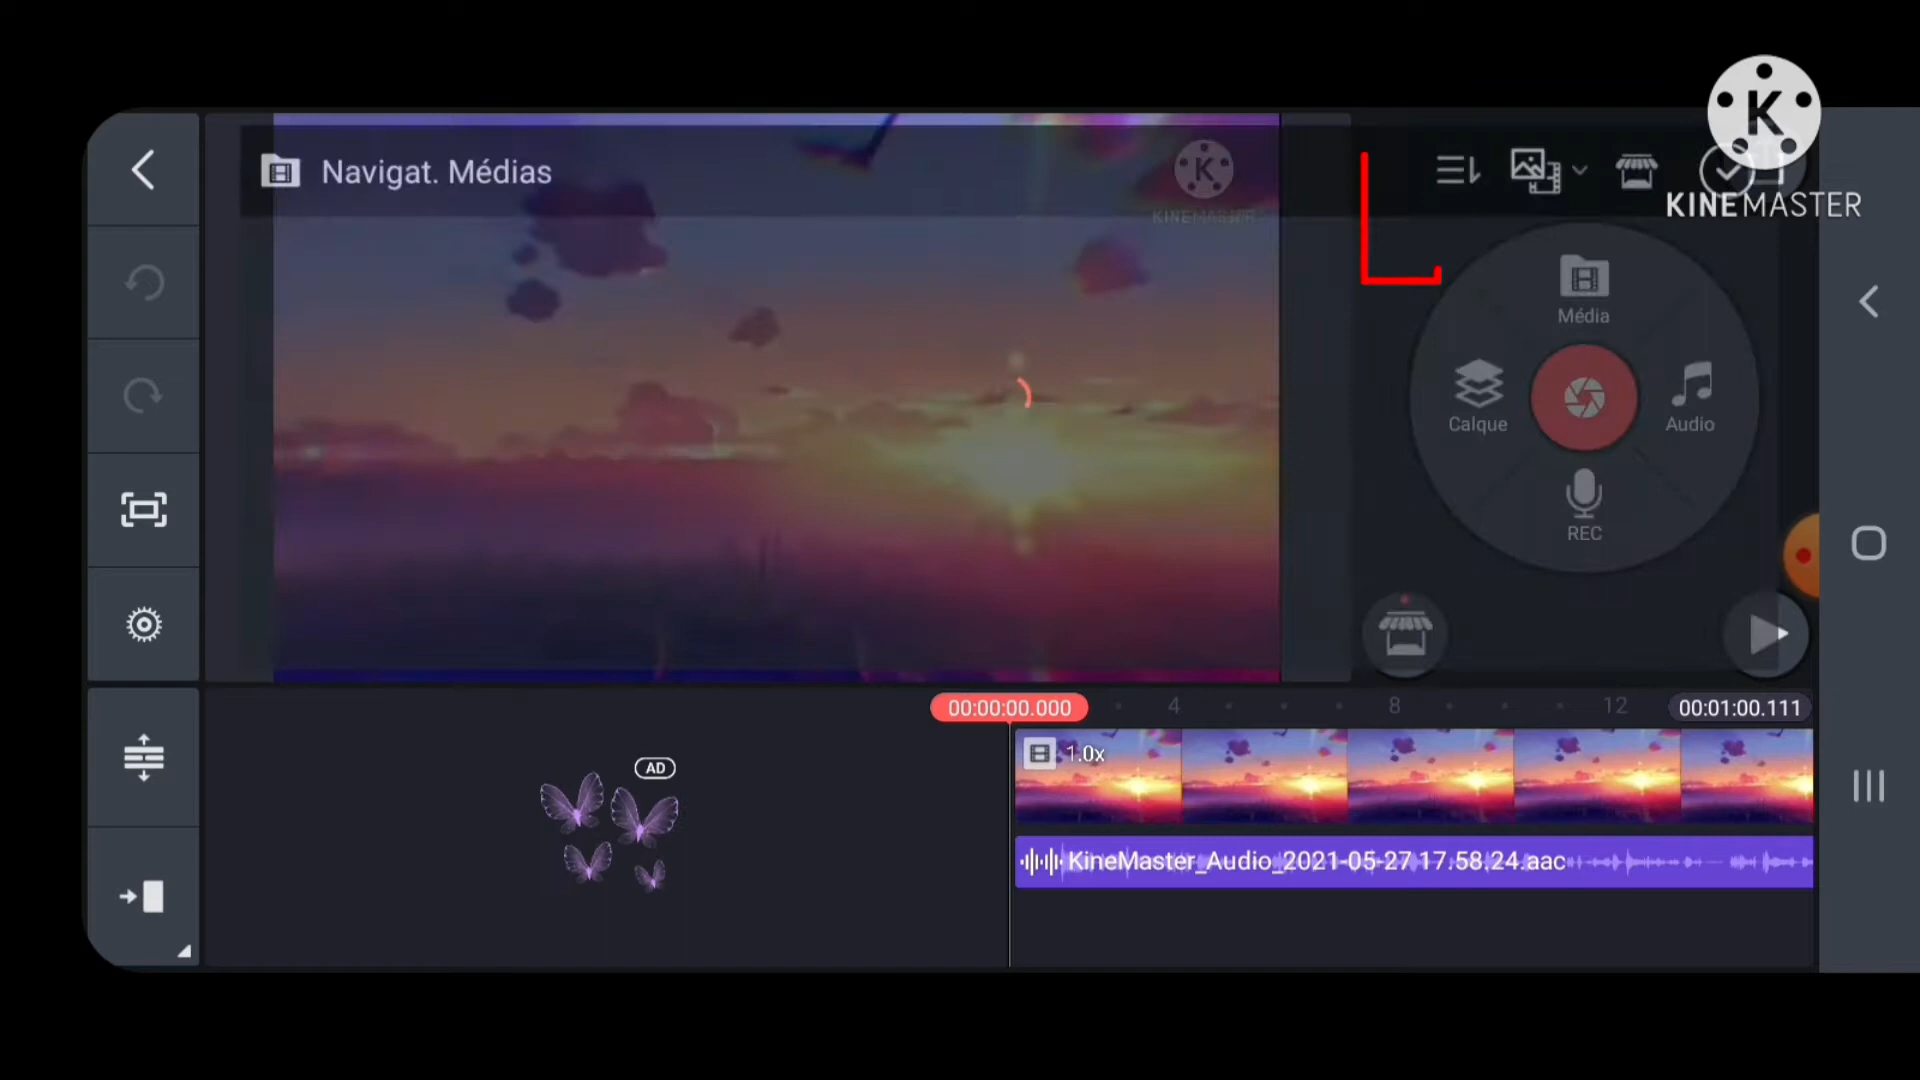 KINEMASTER
Navigat. Médias
KINEMASTER
Média
Calque
Audio
REC
00:00:00.000
4
8
12
00:01:00.111
1.0x
AD
KineMaster_Audio_2021-05-27 17.58.24.aac